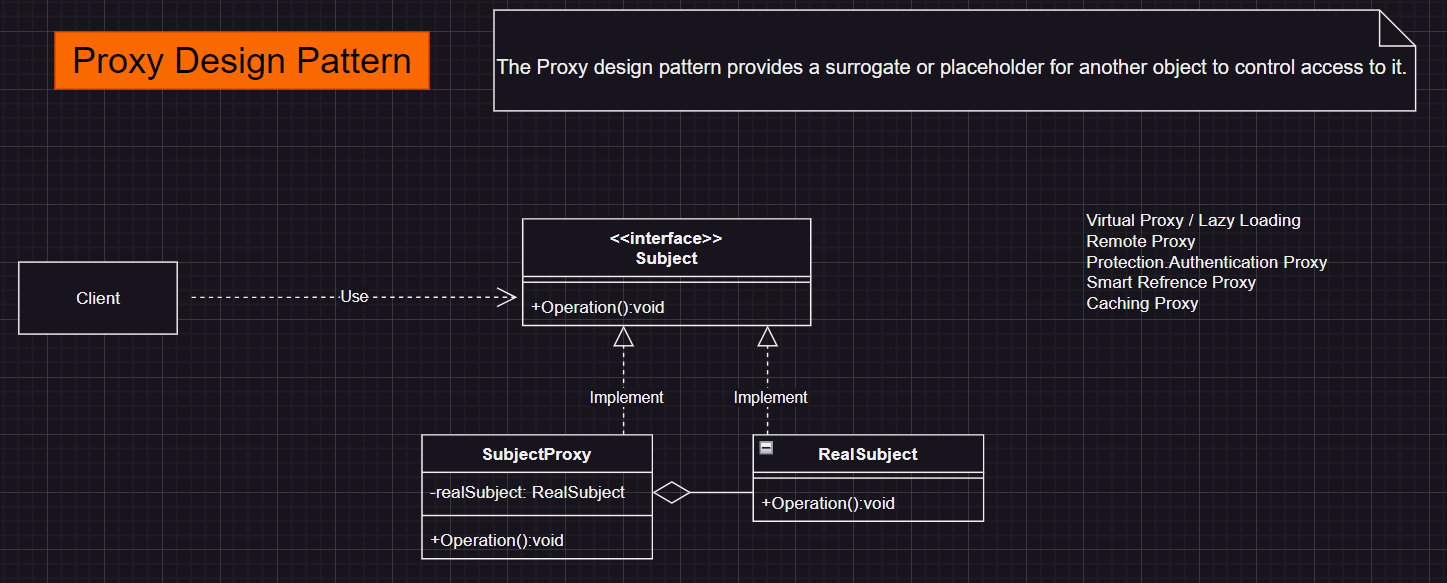 Proxy Design Pattern
The Proxy design pattern provides a surrogate or placeholder for another object to control access to it.
<<interface>>
Subject
+Operation():void
Client
Use
Virtual Proxy / Lazy Loading
Remote Proxy
Protection.Authentication Proxy
Smart Refrence Proxy
Caching Proxy
Implement
Implement
SubjectProxy
-realSubject: RealSubject
+Operation():void
RealSubject
+Operation():void